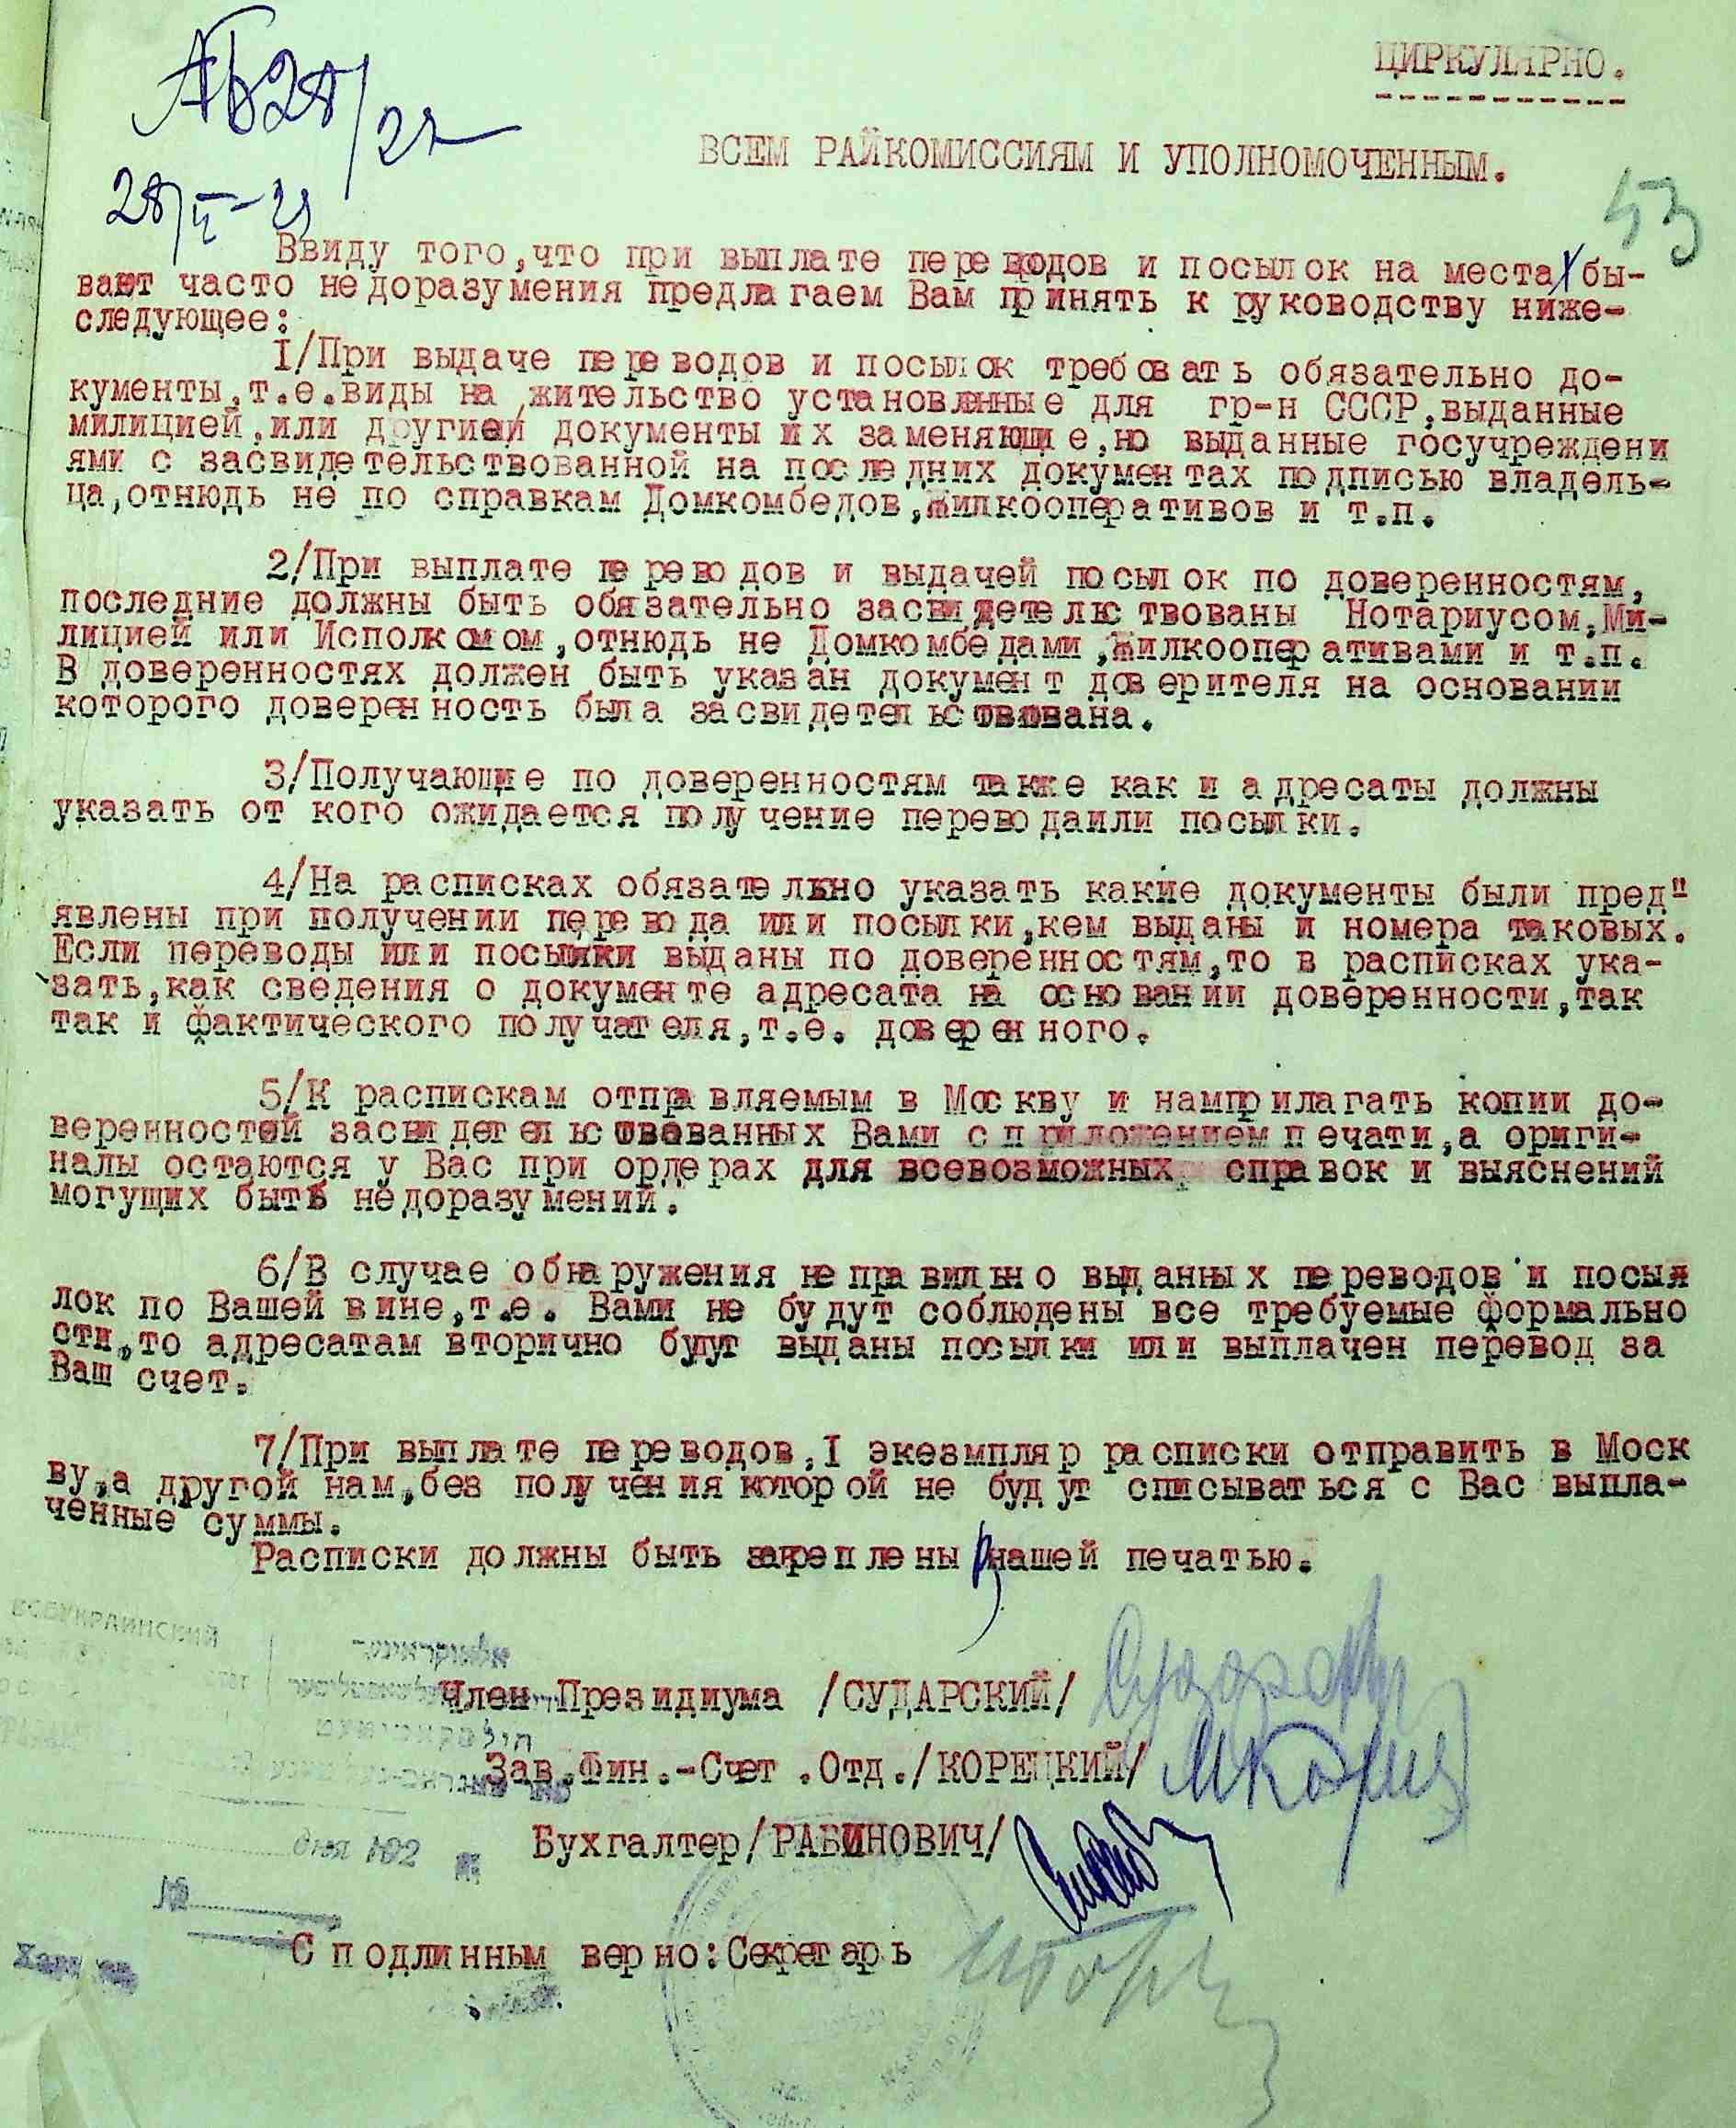 ЦИРКУЛЯРНО.
ВСЕМ РАЙКОМИССИЯМ И УПОЛНОМОЧЕННЫМ.
53
Ввиду того,что при выплате переводов и посылок на местах бы-
вают часто недоразумения предлагаем Вам принять к руководству ниже-
следующее:
I/При выдаче переводов и посылок требовать обязательно до-
кументы,т.е.виды на жительство установленные для гр-н СССР,выданные
милицией,или другией документы их заменяющие,но выданные госучреждени
ями с засвидетельствованной на последних документах подписью владель-
ца,отнюдь не по справкам Домкомбедов,Жилкооперативов и т.п.
2/При выплате переводов и выдачей посылок по доверенностям,
последние должны быть обязательно засвидетельствованы Нотариусом,Ми-
лицией или Исполкомом,отнюдь не Домкомбедами,Жилкооперативами и т.п.
В доверенностях должен быть указан документ доверителя на основании
которого доверенность была засвидетельствована.
3/Получающие по доверенностям также как и адресаты должны
указать от кого ожидается получение переводаили посылки.
4/На расписках обязательно указать какие документы были пред"
явлены при получении перевода или посылки,кем выданы и номера таковых.
Если переводы или посылки выданы по доверенностям,то в расписках ука-
зать,как сведения о документе адресата на основании доверенности,так
так и фактического получателя,т.е. доверенного.
5/К распискам отправляемым в Москву и намприлагать копии до-
веренностей засвидетельствованных Вами с приложением печати,а ориги-
налы остаются у Вас при ордерах для всевозможных справок и выяснений
могущих быть недоразумений.
6/В случае обнаружения неправильно выданных переводов и посыл
лок по Вашей вине,т.е. Вами не будут соблюдены все требуемые формально
сти,то адресатам вторично будут выданы посылки или выплачен перевод за
Ваш счет.
7/При выплате переводов,I экеземпляр расписки отправить в Моск
ву,а другой нам,без получения которой не будут списываться с Вас выпла-
ченные суммы.
Расписки должны быть закреплены нашей печатью.
ВСЕУКРАИНСКИЙ
Член Президиума /СУДАРСКИЙ/
Зав.Фин.-Счет.Отд./КОРЕЦКИЙ/
Бухгалтер/РАБИНОВИЧ/
дня 192
№
С подлинным верно:Секретарь